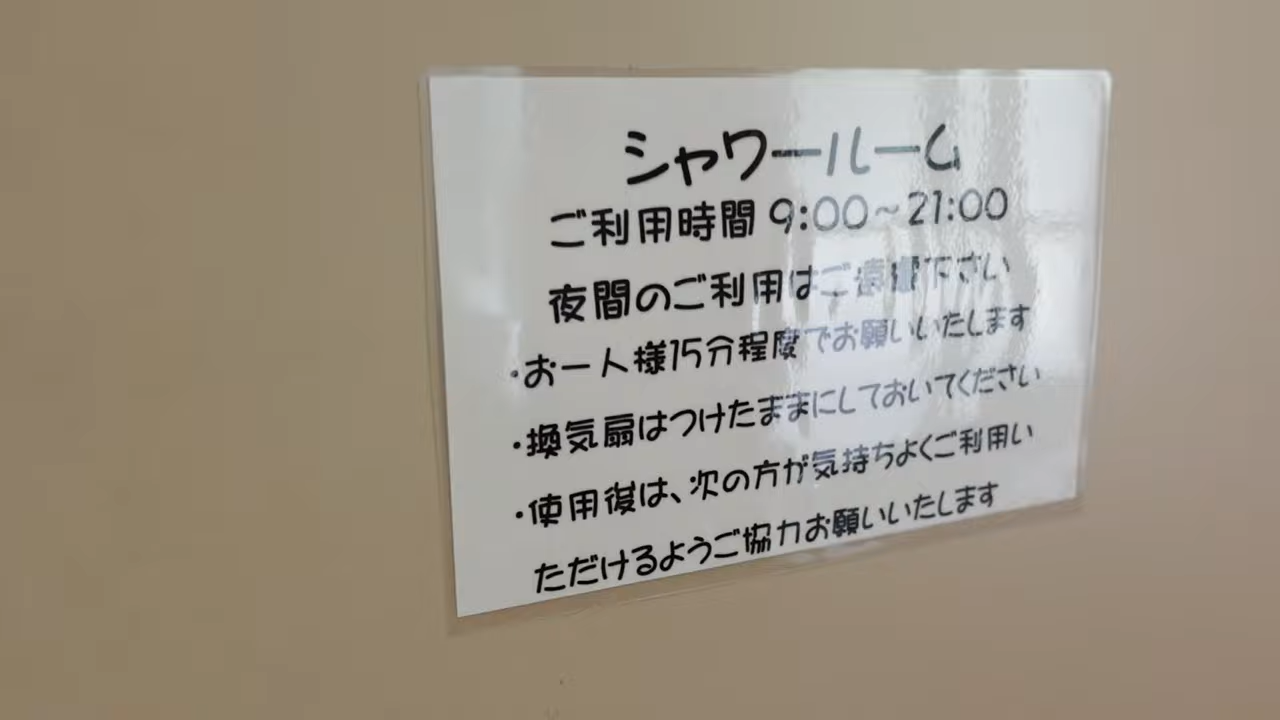 シャワールーム
ご利用時間 9:00~21:00
夜間のご利用はご遠慮下さい
・お一人様15分程度でお願いいたします
・換気扇はつけたままにしておいてください
・使用後は、次の方が気持ちよくご利用い
ただけるようご協力お願いいたします